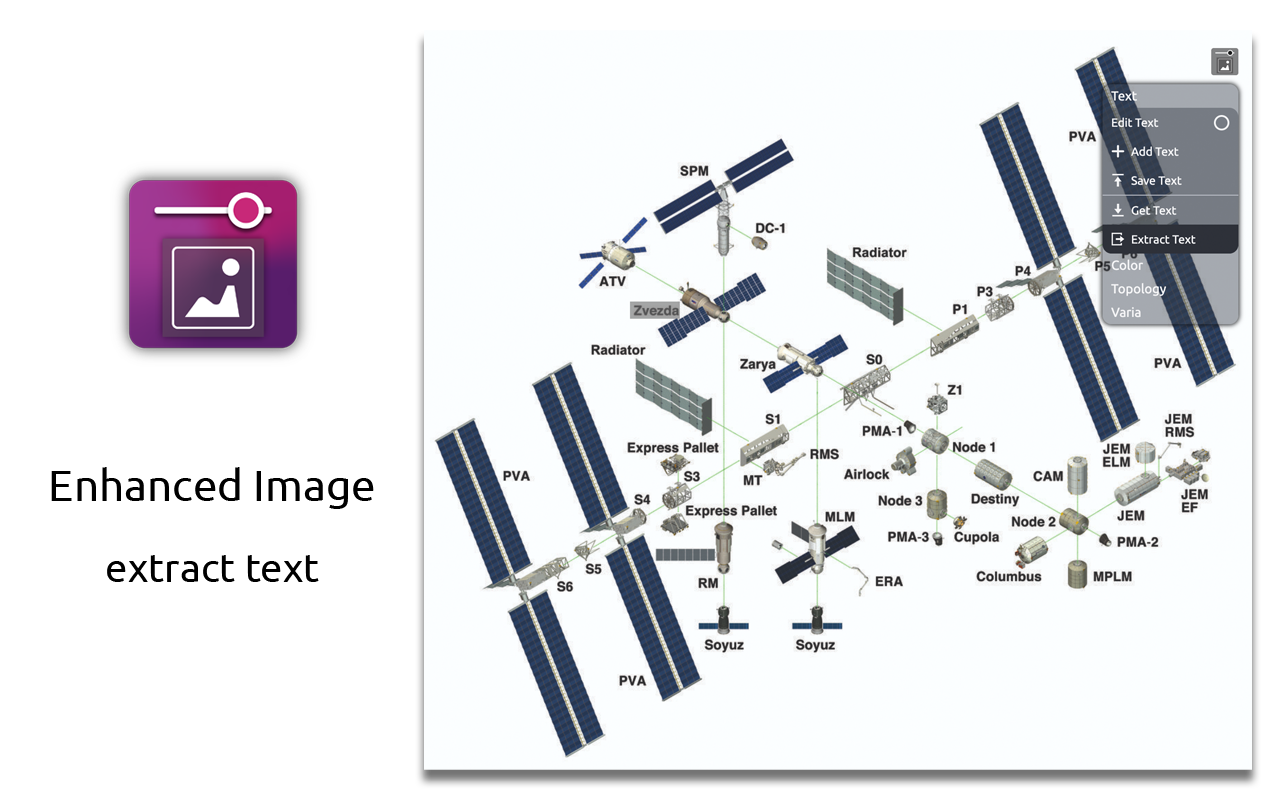 Enhanced Image
extract text
Text
Edit Text
Add Text
Save Text
Get Text
Extract Text
Color
Topology
Varia
PVA
SPM
DC-1
ATV
Radiator
P5
P4
P3
P1
Zvezda
Radiator
Zarya
S0
PVA
Z1
PMA-1
Node 1
JEM
RMS
S1
Express Pallet
RMS
MT
Airlock
JEM
ELM
PVA
S3
CAM
Destiny
JEM
EF
S4
Express Pallet
Node 3
MLM
Node 2
JEM
PMA-3
Cupola
PMA-2
S5
S6
RM
ERA
Columbus
MPLM
Soyuz
Soyuz
PVA